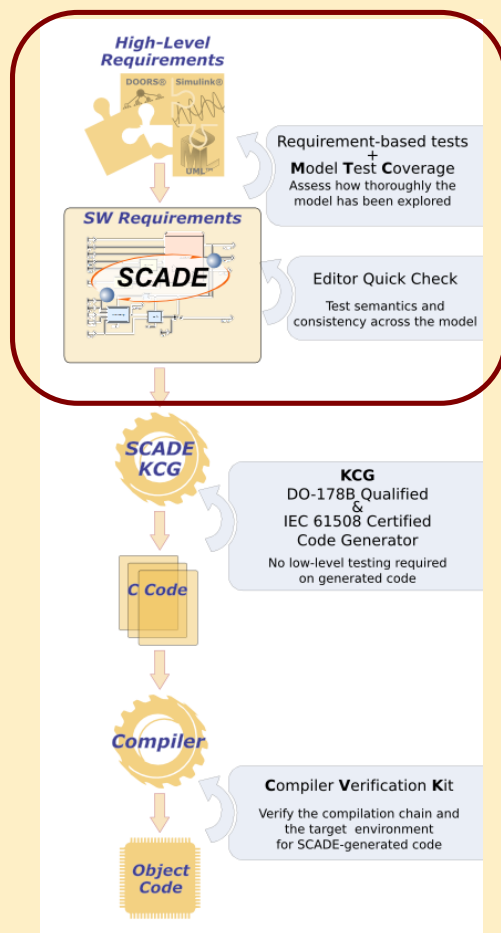 High-Level
Requirements
DOORS® Simulink®
UML™
Requirement-based tests
+
Model Test Coverage
Assess how thoroughly the
model has been explored
SW Requirements
SCADE
Editor Quick Check
Test semantics and
consistency across the model
SCADE
KCG
KCG
DO-178B Qualified
&
IEC 61508 Certified
Code Generator
No low-level testing required
on generated code
C Code
Compiler
Compiler Verification Kit
Verify the compilation chain and
the target environment
for SCADE-generated code
Object
Code